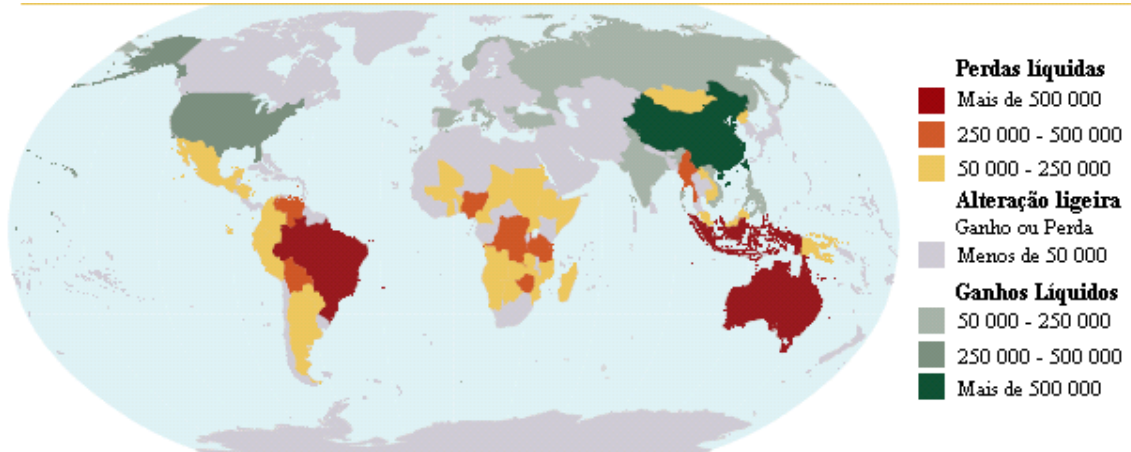 Perdas líquidas
Mais de 500 000
250 000 - 500 000
50 000 - 250 000
Alteração ligeira
Ganho ou Perda
Menos de 50 000
Ganhos Líquidos
50 000 - 250 000
250 000 - 500 000
Mais de 500 000